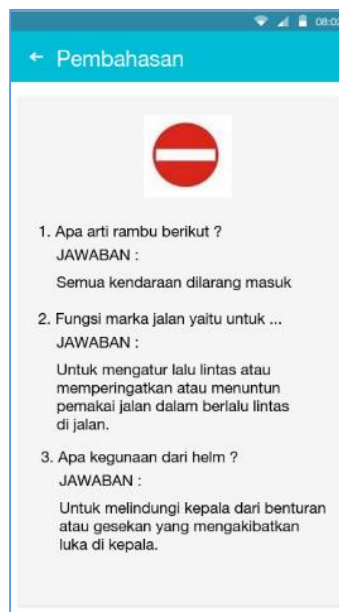 08:02
← Pembahasan
1. Apa arti rambu berikut ?
JAWABAN :
Semua kendaraan dilarang masuk
2. Fungsi marka jalan yaitu untuk ...
JAWABAN :
Untuk mengatur lalu lintas atau
memperingatkan atau menuntun
pemakai jalan dalam berlalu lintas
di jalan.
3. Apa kegunaan dari helm ?
JAWABAN :
Untuk melindungi kepala dari benturan
atau gesekan yang mengakibatkan
luka di kepala.